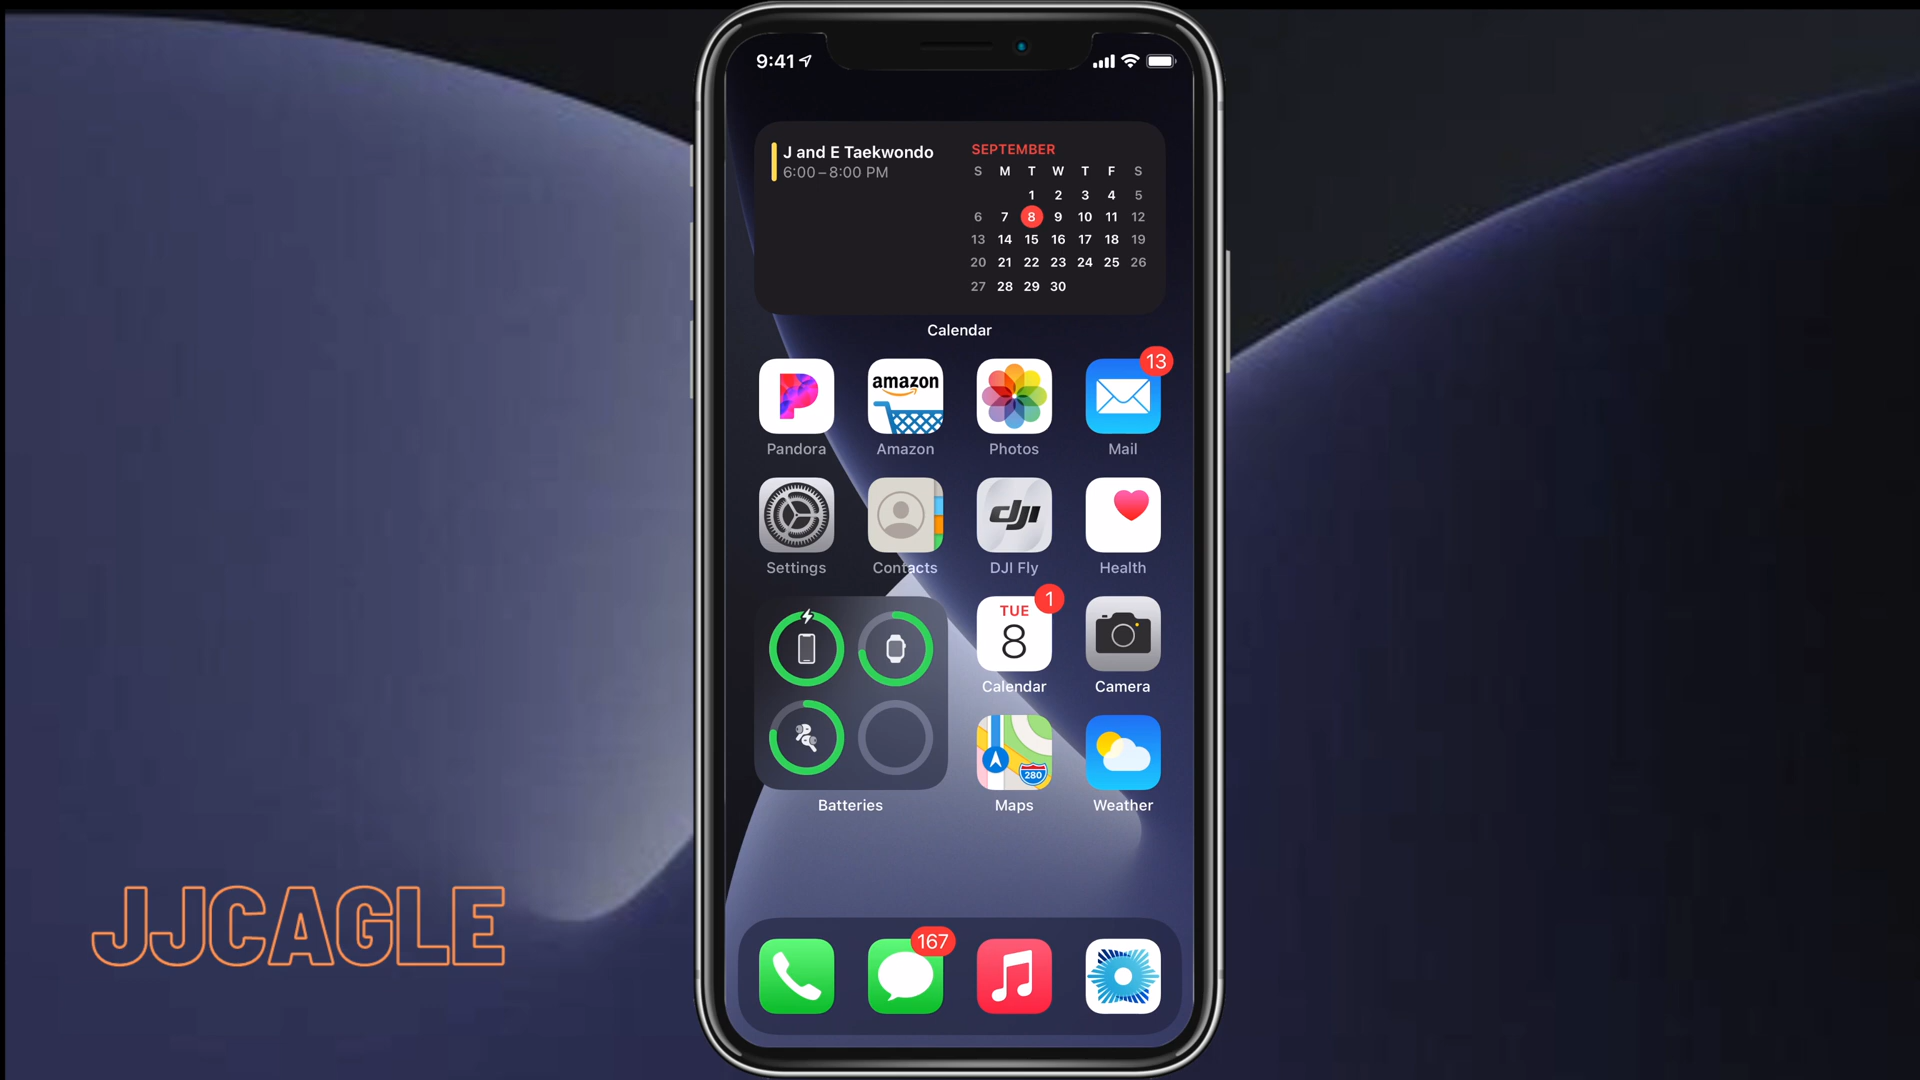 9:41
J and E Taekwondo
6:00 – 8:00 PM
SEPTEMBER
S M T W T F S
1 2 3 4 5
6 7 8 9 10 11 12
13 14 15 16 17 18 19
20 21 22 23 24 25 26
27 28 29 30
Calendar
13
amazon
Pandora Amazon Photos Mail
dji
Settings Contacts DJI Fly Health
TUE 1
8
Calendar Camera
280
Batteries Maps Weather
JJCAGLE
167